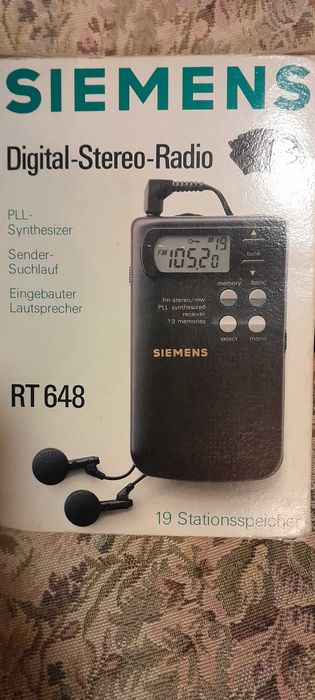 SIEMENS
Digital-Stereo-Radio
PLL-
Synthesizer
Sender-
Suchlauf
Eingebauter
Lautsprecher
RT 648
M19
FM 105,20
tune
memory
band
fm-stereo/mw
PLL synthesized
receiver
19 memories
select
mono
SIEMENS
19 Stationsspeicher